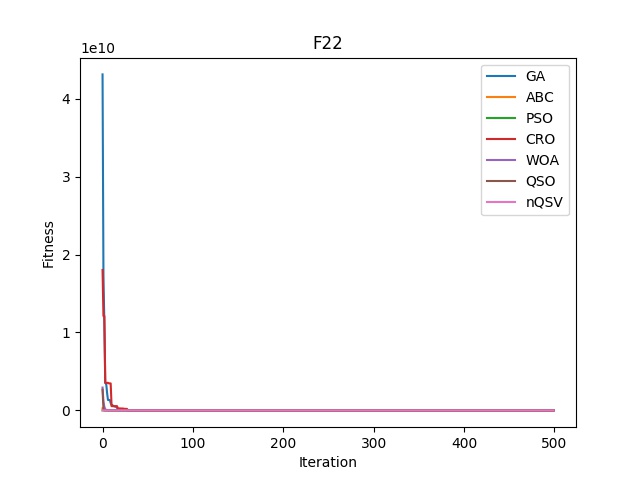 F22
1e10
4
3
2
1
0
Fitness
0
100
200
300
400
500
Iteration
GA
ABC
PSO
CRO
WOA
QSO
nQSV